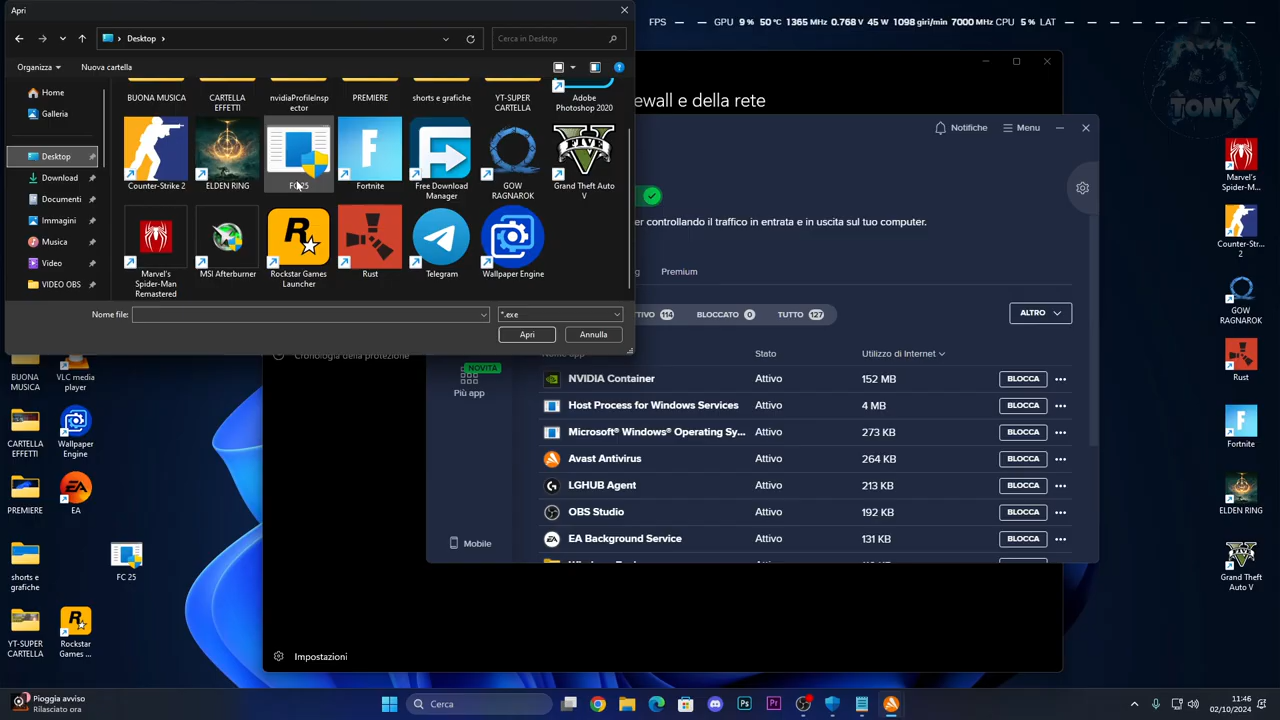 Apri
FPS — — GPU 9 % 50 °C 1365 MHz 0.768 V 45 W 1098 giri/min 7000 MHz CPU 5 % LAT
Desktop
Cerca in Desktop
Organizza
Nuova cartella
Home
Galleria
Desktop
Download
Documenti
Immagini
Musica
Video
VIDEO OBS
BUONA MUSICA
CARTELLA
EFFETTI
nvidiaProfileInsp
ector
PREMIERE
shorts e grafiche
YT-SUPER
CARTELLA
Adobe
Photoshop 2020
Counter-Strike 2
ELDEN RING
FC 25
Fortnite
Free Download
Manager
GOW
RAGNAROK
Grand Theft Auto
V
Marvel's
Spider-Man
Remastered
MSI Afterburner
Rockstar Games
Launcher
Rust
Telegram
Wallpaper Engine
Nome file:
*.exe
Apri
Annulla
ewall e della rete
Notifiche
Menu
er controllando il traffico in entrata e in uscita sul tuo computer.
Premium
TIVO 114
BLOCCATO 0
TUTTO 127
ALTRO
Stato
Utilizzo di Internet
NVIDIA Container Attivo 152 MB BLOCCA
Host Process for Windows Services Attivo 4 MB BLOCCA
Microsoft® Windows® Operating Sy... Attivo 273 KB BLOCCA
Avast Antivirus Attivo 264 KB BLOCCA
LGHUB Agent Attivo 213 KB BLOCCA
OBS Studio Attivo 192 KB BLOCCA
EA Background Service Attivo 131 KB BLOCCA
NOVITÀ
Più app
Mobile
Cronologia della protezione
Impostazioni
BUONA
MUSICA
VLC media
player
CARTELLA
EFFETTI
Wallpaper
Engine
PREMIERE
EA
shorts e
grafiche
FC 25
YT-SUPER
CARTELLA
Rockstar
Games ...
TONY
Marvel's
Spider-M...
Counter-Str...
2
GOW
RAGNAROK
Rust
Fortnite
ELDEN RING
Grand Theft
Auto V
Pioggia avviso
Rilasciato ora
Cerca
11:46
02/10/2024